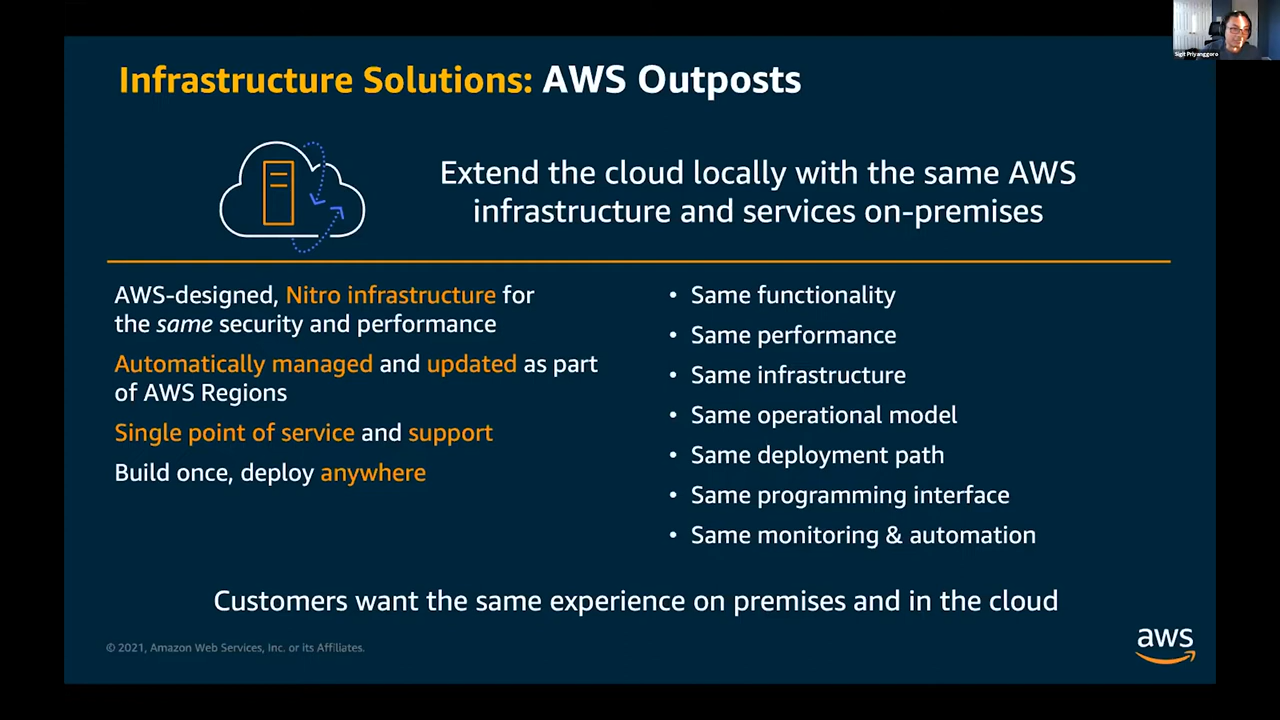 Sigit Priyanggoro
Infrastructure Solutions: AWS Outposts
Extend the cloud locally with the same AWS
infrastructure and services on-premises
AWS-designed, Nitro infrastructure for
the same security and performance
Automatically managed and updated as part
of AWS Regions
Single point of service and support
Build once, deploy anywhere
• Same functionality
• Same performance
• Same infrastructure
• Same operational model
• Same deployment path
• Same programming interface
• Same monitoring & automation
Customers want the same experience on premises and in the cloud
© 2021, Amazon Web Services, Inc. or its Affiliates.
aws